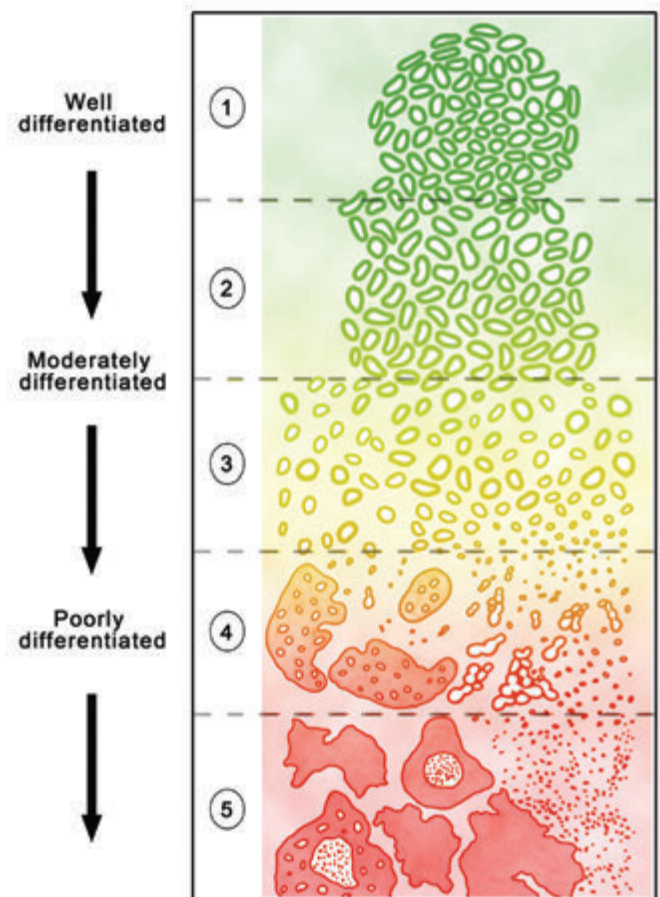 Well
differentiated
1
2
Moderately
differentiated
3
Poorly
differentiated
4
5